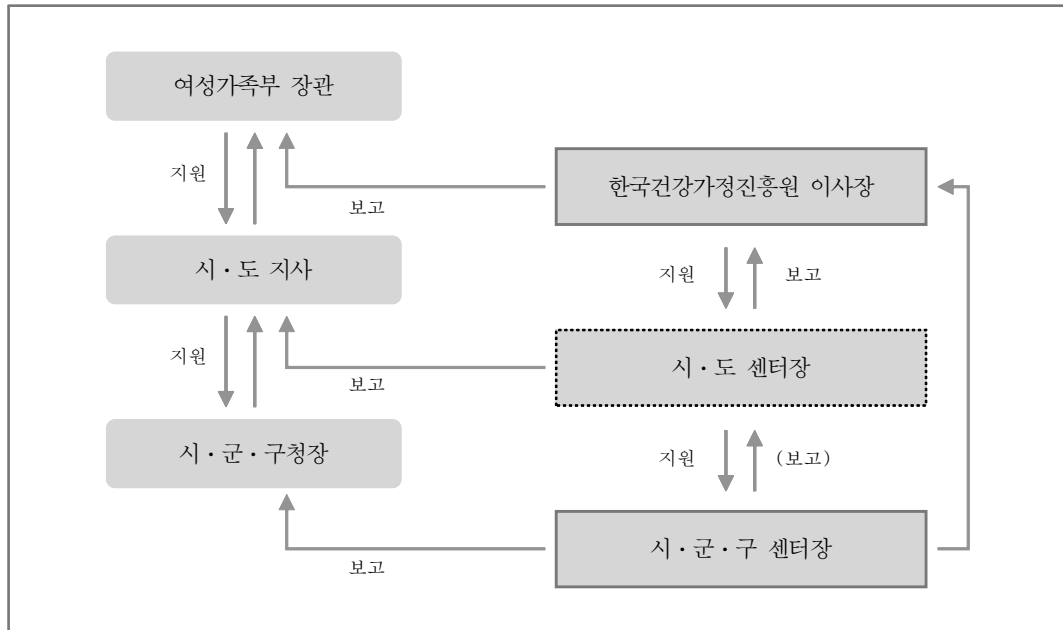 여성가족부 장관
지원
보고
한국건강가정진흥원 이사장
시·도 지사
지원
보고
지원
보고
시·도 센터장
시·군·구청장
지원
(보고)
보고
시·군·구 센터장